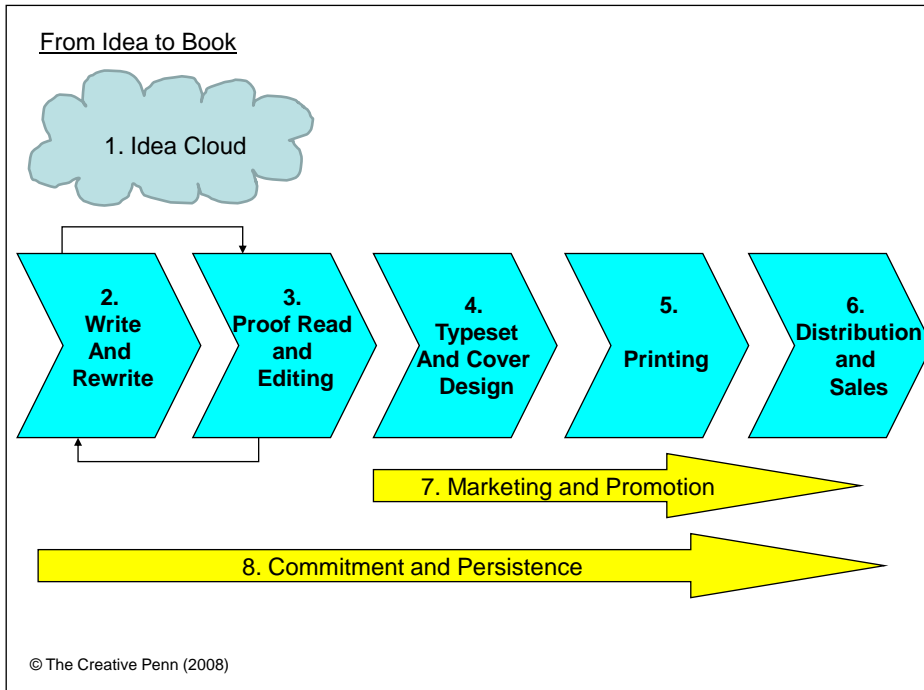 From Idea to Book
1. Idea Cloud
2.
Write
And
Rewrite
3.
Proof Read
and
Editing
4.
Typeset
And Cover
Design
5.
Printing
6.
Distribution
and
Sales
7. Marketing and Promotion
8. Commitment and Persistence
© The Creative Penn (2008)